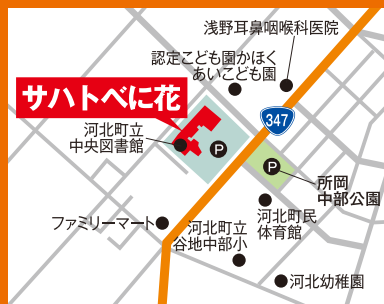 浅野耳鼻咽喉科医院
認定こども園かほく
あいこども園
サハトべに花
347
河北町立
中央図書館
P
P
所岡
中部公園
河北町民
体育館
ファミリーマート
河北町立
谷地中部小
河北幼稚園